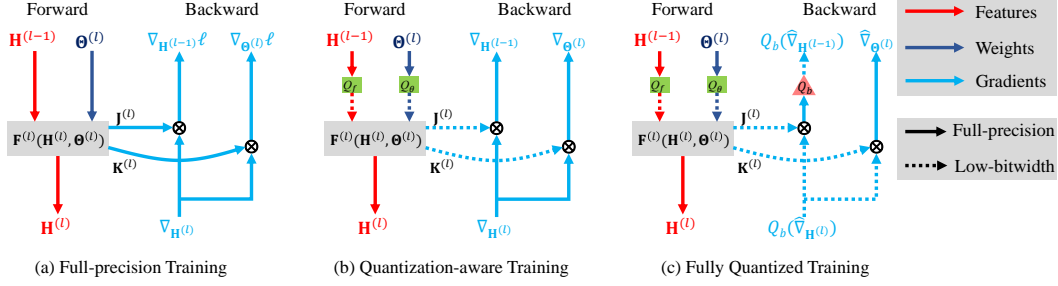 Forward Backward
H^(l−1) Θ^(l) ∇_H^(l−1) ℓ ∇_Θ^(l) ℓ
J^(l)
F^(l)(H^(l), Θ^(l))
K^(l)
H^(l) ∇_H^(l)
(a) Full-precision Training
Forward Backward
H^(l−1) Θ^(l) ∇_H^(l−1) ∇_Θ^(l)
Q_f Q_θ
J^(l)
F^(l)(H^(l), Θ^(l))
K^(l)
H^(l) ∇_H^(l)
(b) Quantization-aware Training
Forward Backward
H^(l−1) Θ^(l) Q_b(∇̂_H^(l−1)) ∇̂_Θ^(l)
Q_f Q_θ Q_b
J^(l)
F^(l)(H^(l), Θ^(l))
K^(l)
H^(l) Q_b(∇̂_H^(l))
(c) Fully Quantized Training
Features
Weights
Gradients
Full-precision
Low-bitwidth